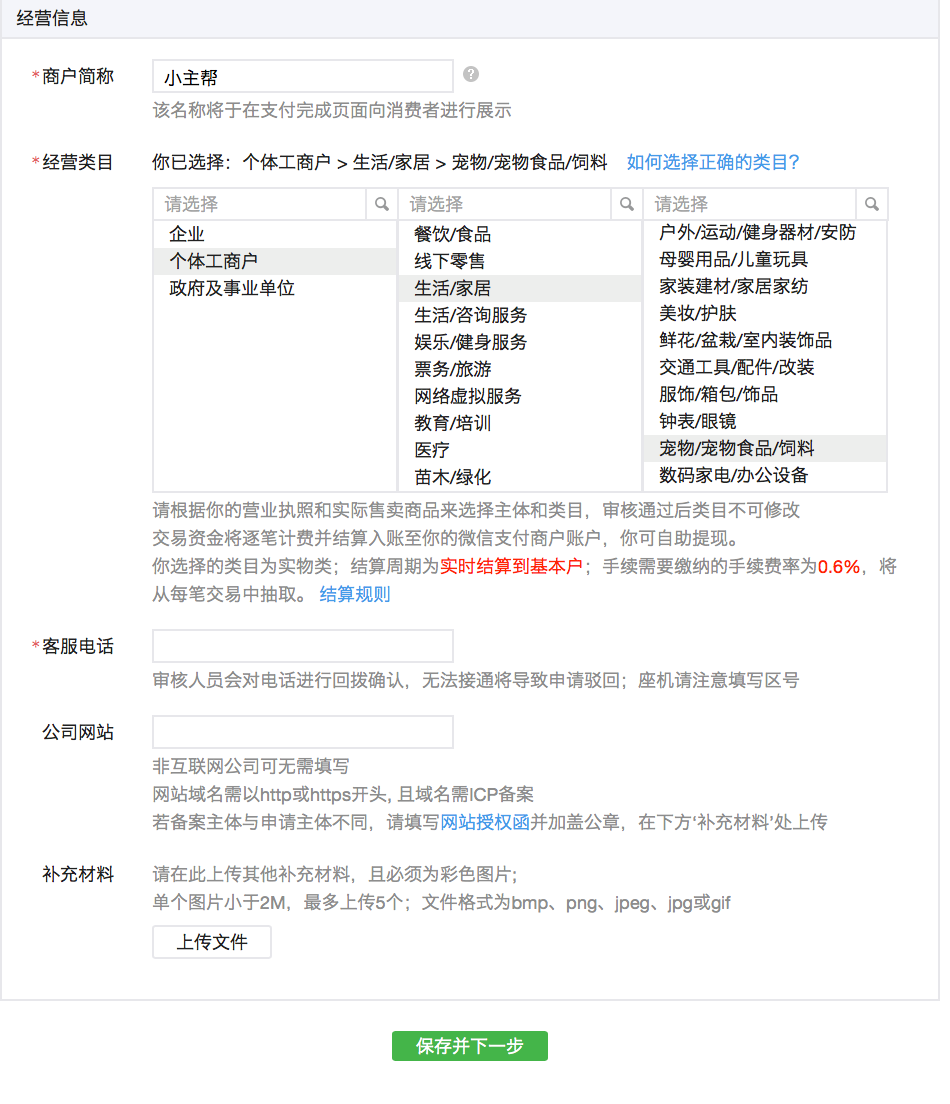 经营信息
*商户简称
小主帮
该名称将于在支付完成页面向消费者进行展示
*经营类目
你已选择：个体工商户 > 生活/家居 > 宠物/宠物食品/饲料 如何选择正确的类目?
请选择
企业
个体工商户
政府及事业单位
请选择
餐饮/食品
线下零售
生活/家居
生活/咨询服务
娱乐/健身服务
票务/旅游
网络虚拟服务
教育/培训
医疗
苗木/绿化
请选择
户外/运动/健身器材/安防
母婴用品/儿童玩具
家装建材/家居家纺
美妆/护肤
鲜花/盆栽/室内装饰品
交通工具/配件/改装
服饰/箱包/饰品
钟表/眼镜
宠物/宠物食品/饲料
数码家电/办公设备
请根据你的营业执照和实际售卖商品来选择主体和类目，审核通过后类目不可修改
交易资金将逐笔计费并结算入账至你的微信支付商户账户，你可自助提现。
你选择的类目为实物类；结算周期为实时结算到基本户；手续需要缴纳的手续费率为0.6%，将
从每笔交易中抽取。 结算规则
*客服电话
审核人员会对电话进行回拨确认，无法接通将导致申请驳回；座机请注意填写区号
公司网站
非互联网公司可无需填写
网站域名需以http或https开头, 且域名需ICP备案
若备案主体与申请主体不同，请填写网站授权函并加盖公章，在下方‘补充材料’处上传
补充材料
请在此上传其他补充材料，且必须为彩色图片；
单个图片小于2M，最多上传5个；文件格式为bmp、png、jpeg、jpg或gif
上传文件
保存并下一步